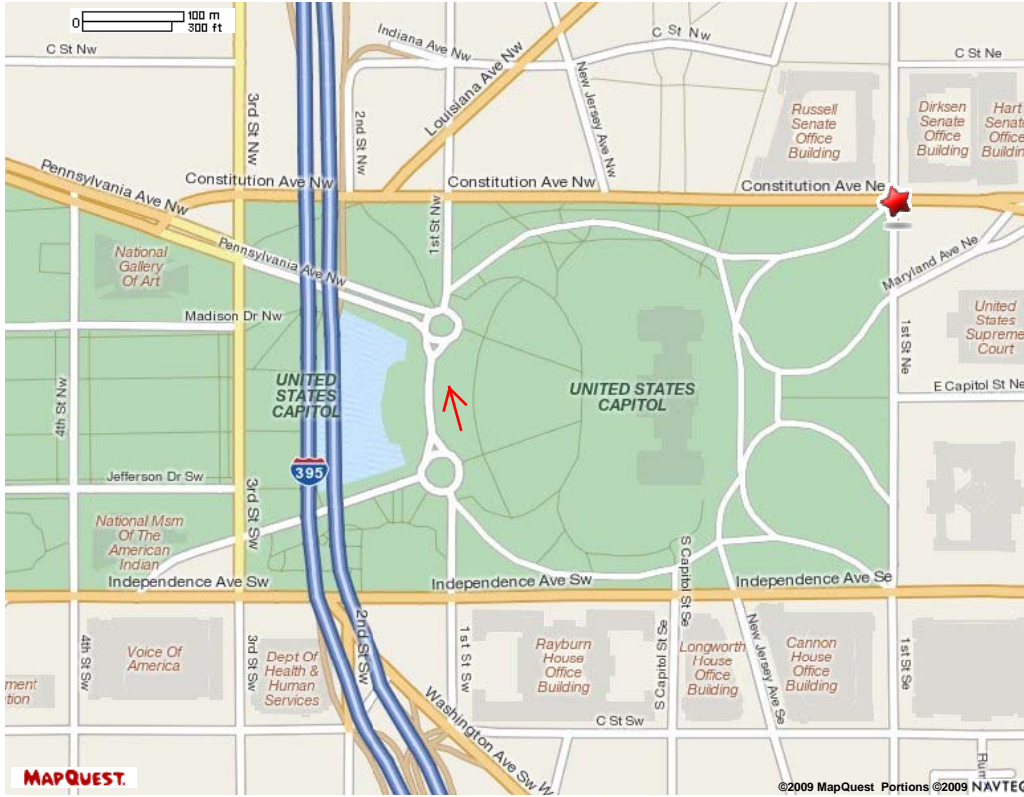 0
100 m
300 ft
C St Nw
Indiana Ave Nw
C St Nw
C St Ne
3rd St Nw
2nd St Nw
Louisiana Ave Nw
New Jersey Ave Nw
Russell
Senate
Office
Building
Dirksen
Senate
Office
Building
Hart
Senat
Office
Buildin
Pennsylvania Ave Nw
Constitution Ave Nw
Constitution Ave Nw
Constitution Ave Ne
1st St Nw
National
Gallery
Of Art
Pennsylvania Ave Nw
Maryland Ave Ne
Madison Dr Nw
United
States
Supreme
Court
1st St Ne
4th St Nw
UNITED
STATES
CAPITOL
UNITED STATES
CAPITOL
E Capitol St Ne
395
Jefferson Dr Sw
3rd St Sw
National Msm
Of The
American
Indian
S Capitol St Se
Independence Ave Sw
Independence Ave Sw
Independence Ave Se
4th St Sw
Voice Of
America
3rd St Sw
Dept Of
Health &
Human
Services
2nd St Sw
1st St Sw
Rayburn
House
Office
Building
S Capitol St Se
Longworth
House
Office
Building
New Jersey Ave Se
Cannon
House
Office
Building
1st St Se
ment
tion
Washington Ave Sw W
C St Sw
Rum
MAPQUEST.
©2009 MapQuest Portions ©2009 NAVTEQ